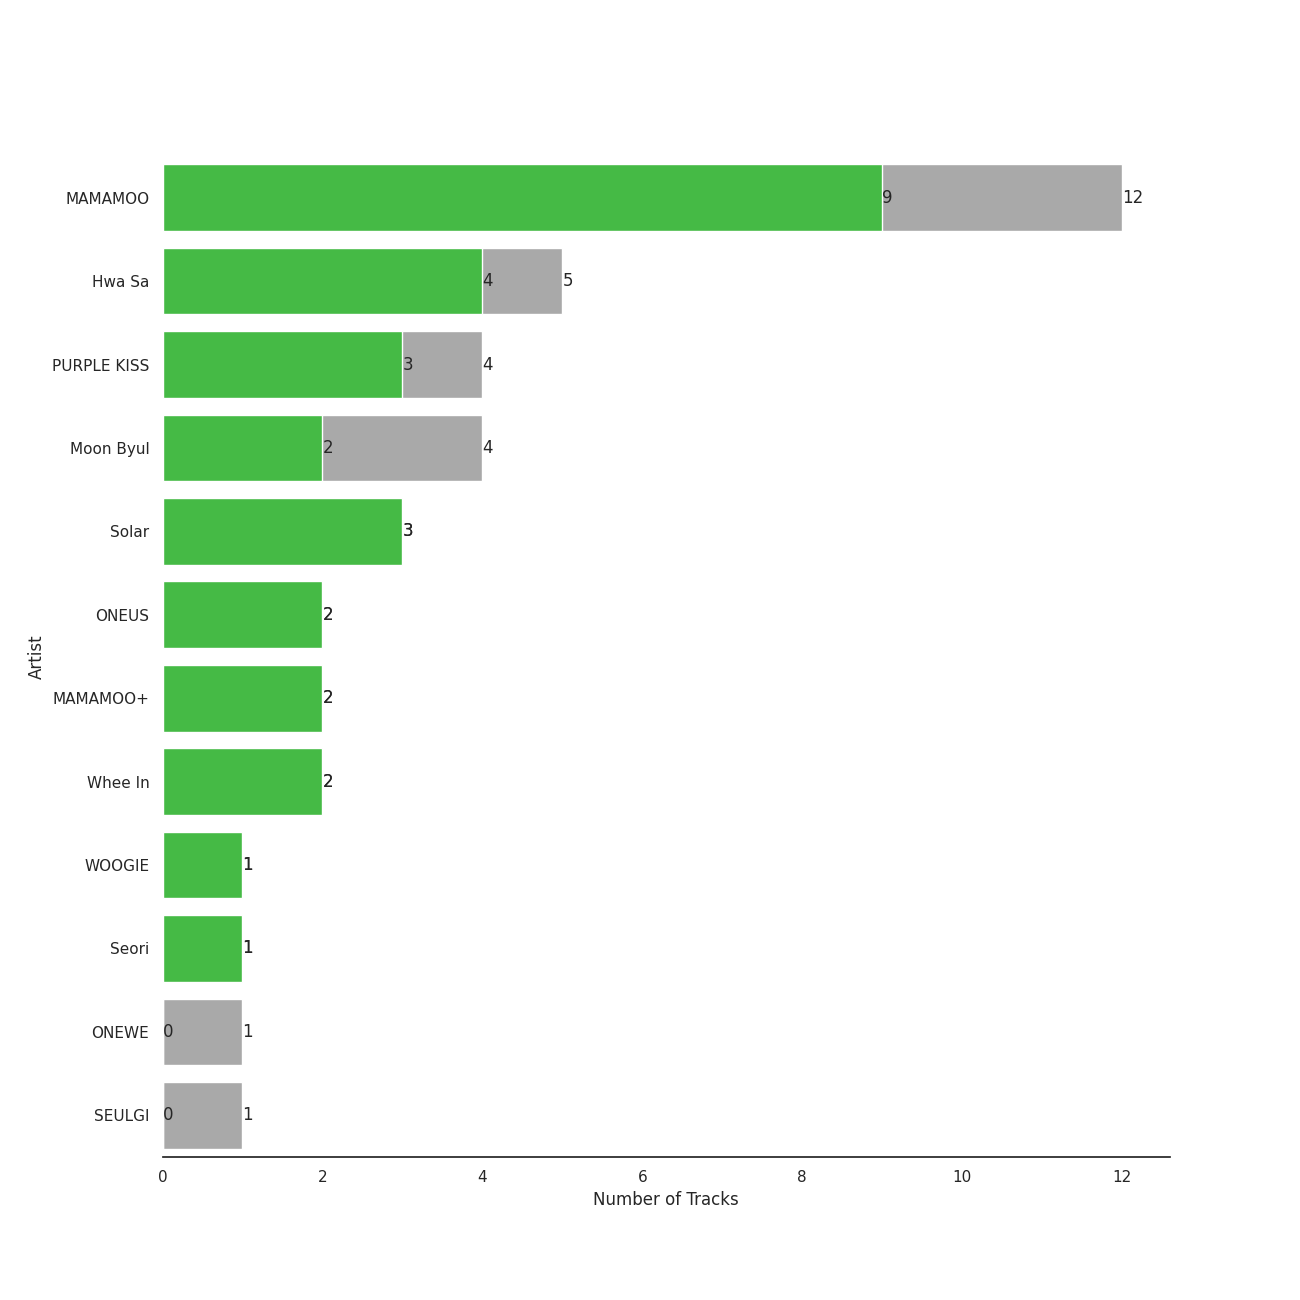 MAMAMOO 9 12
Hwa Sa 4 5
PURPLE KISS 3 4
Moon Byul 2 4
Solar 3
ONEUS 2
MAMAMOO+ 2
Whee In 2
WOOGIE 1
Seori 1
ONEWE 0 1
SEULGI 0 1
Artist
0 2 4 6 8 10 12
Number of Tracks